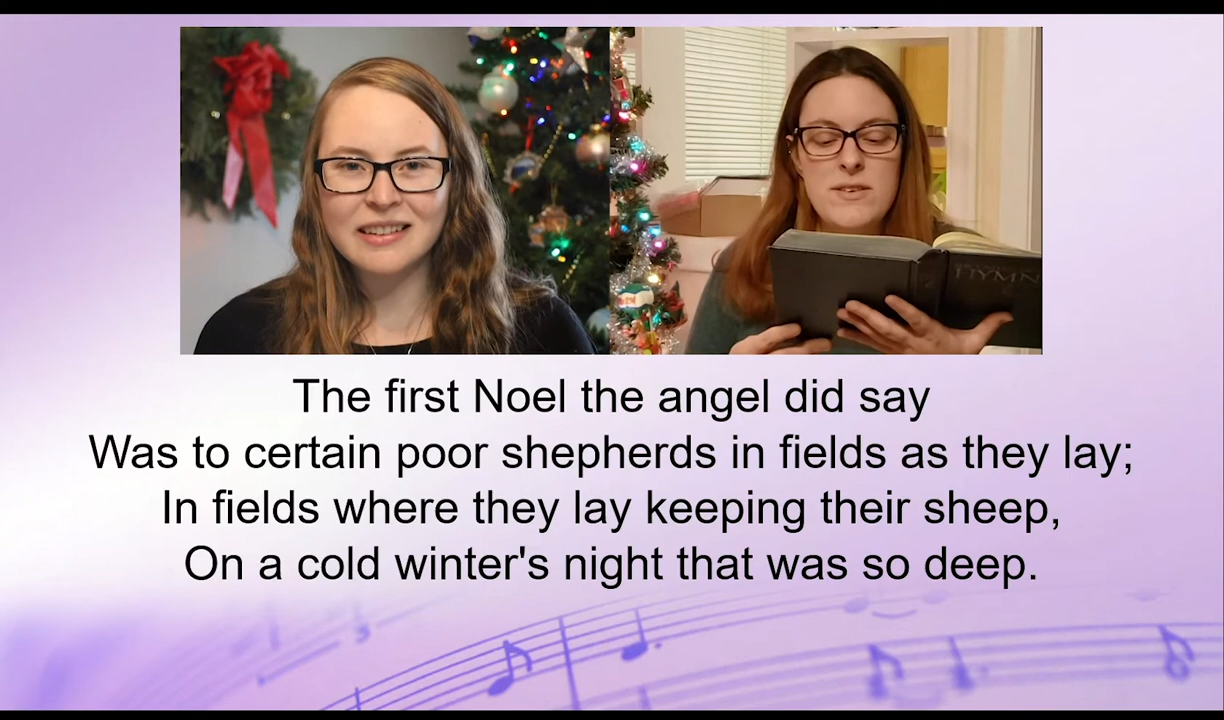 HYMN
The first Noel the angel did say
Was to certain poor shepherds in fields as they lay;
In fields where they lay keeping their sheep,
On a cold winter's night that was so deep.